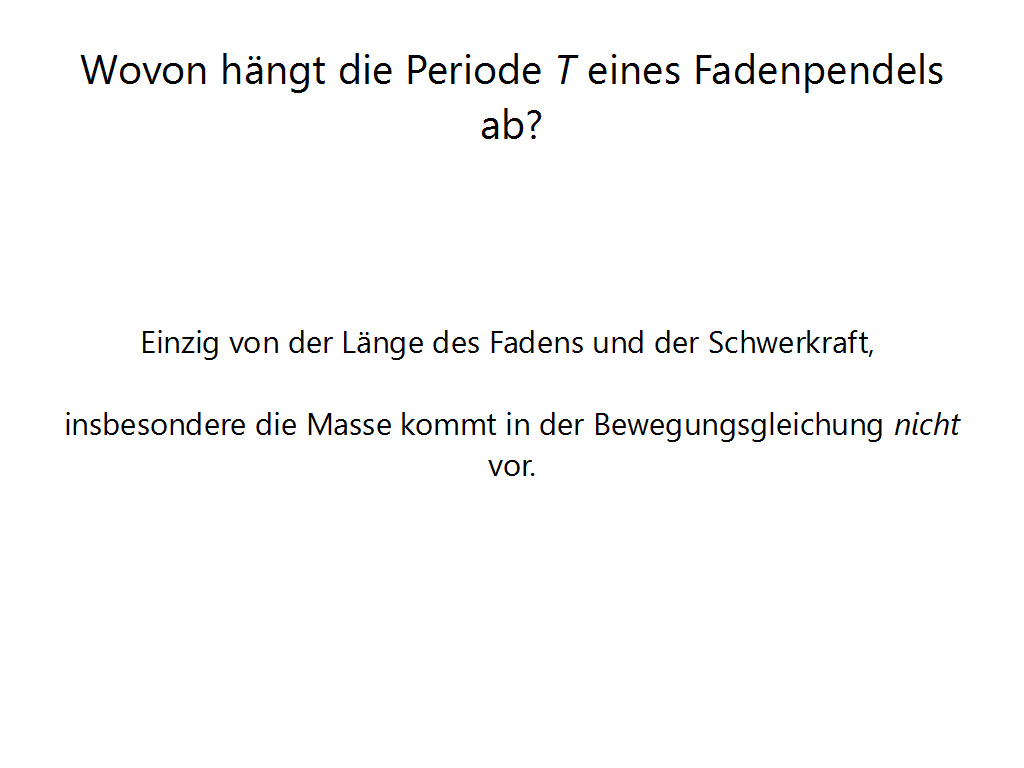 Wovon hängt die Periode T eines Fadenpendels
ab?
Einzig von der Länge des Fadens und der Schwerkraft,
insbesondere die Masse kommt in der Bewegungsgleichung nicht
vor.